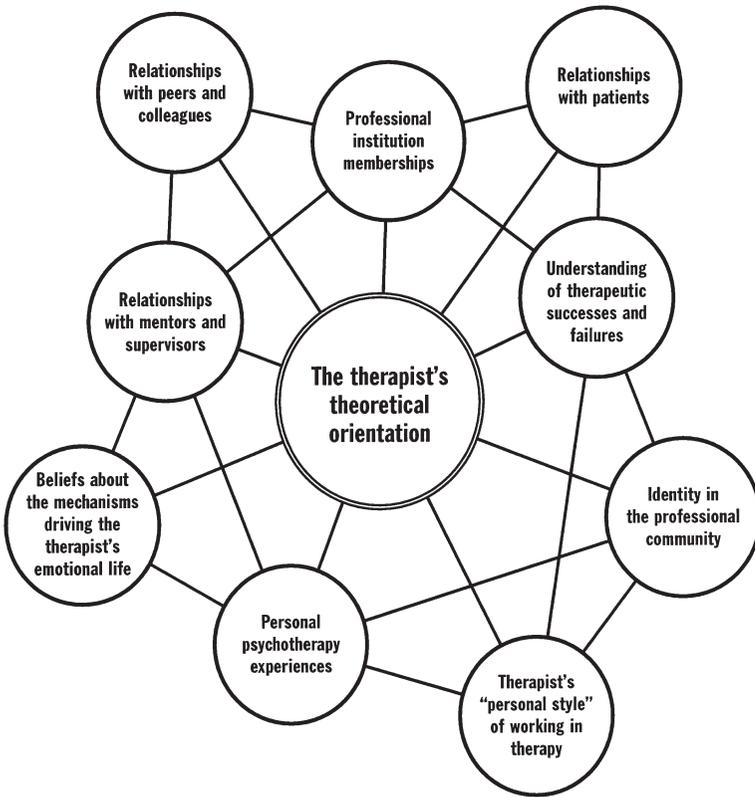 Relationships
with peers and
colleagues
Professional
institution
memberships
Relationships
with patients
Relationships
with mentors and
supervisors
Understanding
of therapeutic
successes and
failures
The therapist’s
theoretical
orientation
Beliefs about
the mechanisms
driving the
therapist’s
emotional life
Identity in
the professional
community
Personal
psychotherapy
experiences
Therapist’s
“personal style”
of working in
therapy